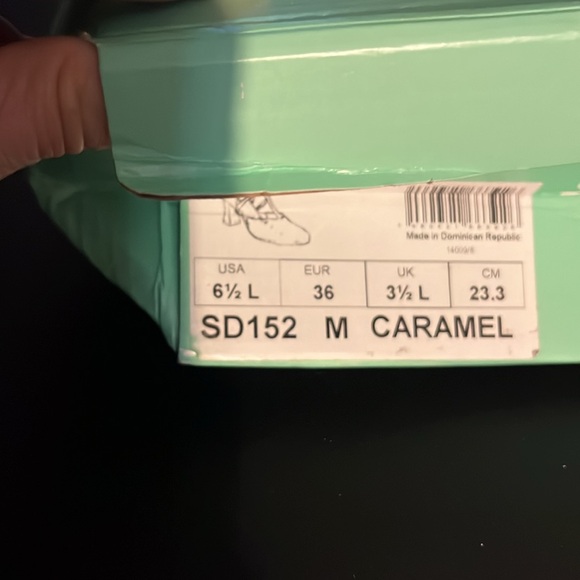 Made in Dominican Republic
USA EUR UK CM
6½ L 36 3½ L 23.3
SD152 M CARAMEL